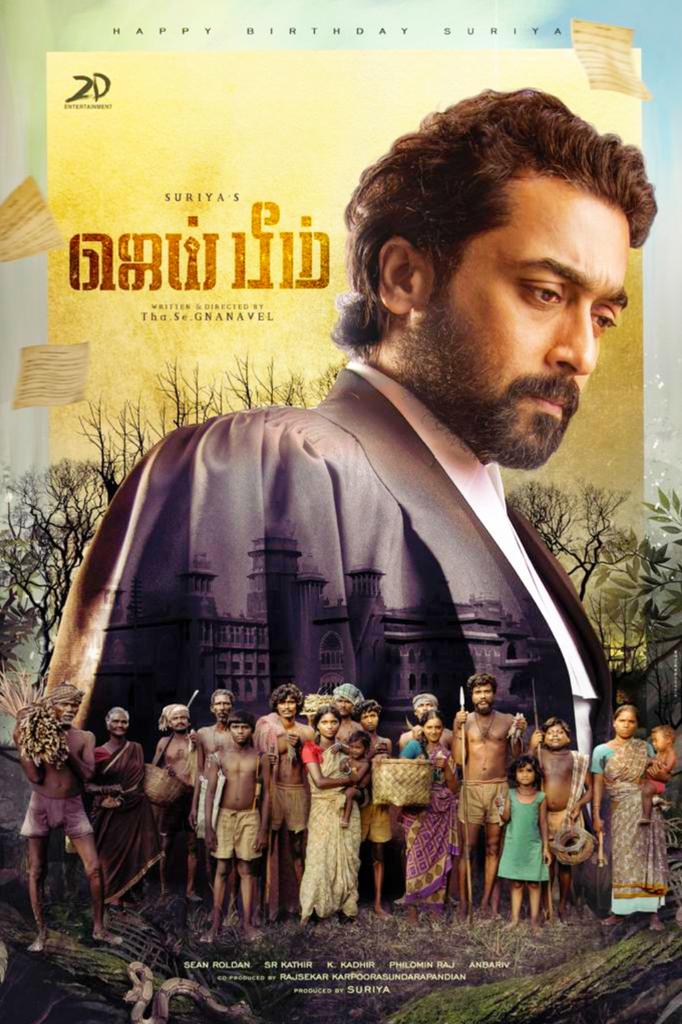 HAPPY BIRTHDAY SURIYA
2D
ENTERTAINMENT
SURIYA'S
ஜெய் பீம்
WRITTEN & DIRECTED BY
Tha.Se.GNANAVEL
SEAN ROLDAN SR KATHIR K. KADHIR PHILOMIN RAJ ANBARIV
CO PRODUCED BY RAJSEKAR KARPOORASUNDARAPANDIAN
PRODUCED BY SURIYA